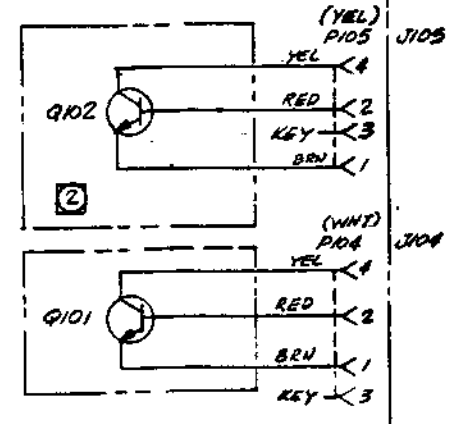 (YEL)
P105 J105
YEL 4
Q102 RED 2
KEY 3
BRN 1
2
(WHT)
P104 J104
YEL 4
Q101 RED 2
BRN 1
KEY 3